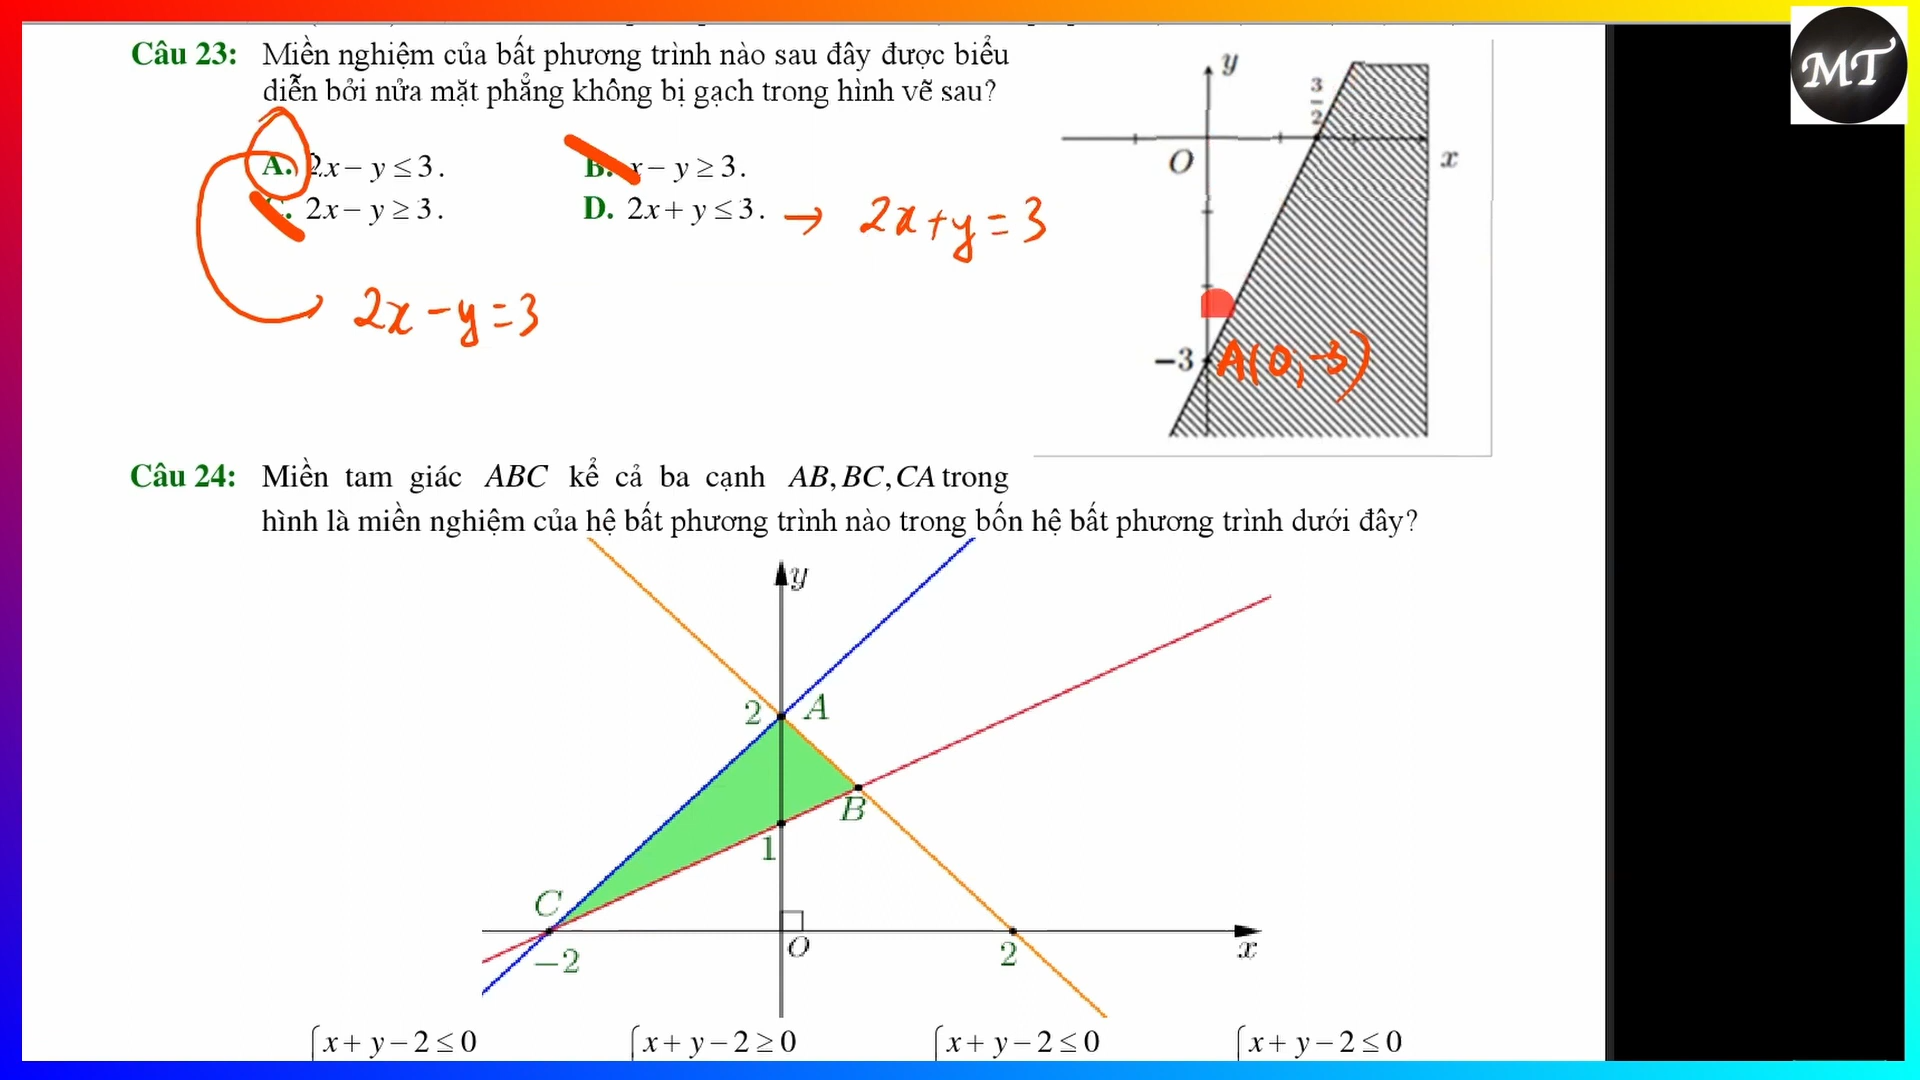 MT
Câu 23: Miền nghiệm của bất phương trình nào sau đây được biểu
diễn bởi nửa mặt phẳng không bị gạch trong hình vẽ sau?
A. 2x − y ≤ 3.
B. x − y ≥ 3.
C. 2x − y ≥ 3.
D. 2x + y ≤ 3. → 2x + y = 3
2x − y = 3
y
3/2
O
x
−3
A(0; −3)
Câu 24: Miền tam giác ABC kể cả ba cạnh AB, BC, CA trong
hình là miền nghiệm của hệ bất phương trình nào trong bốn hệ bất phương trình dưới đây?
y
2
A
B
1
C
−2
O
2
x
x + y − 2 ≤ 0
x + y − 2 ≥ 0
x + y − 2 ≤ 0
x + y − 2 ≤ 0